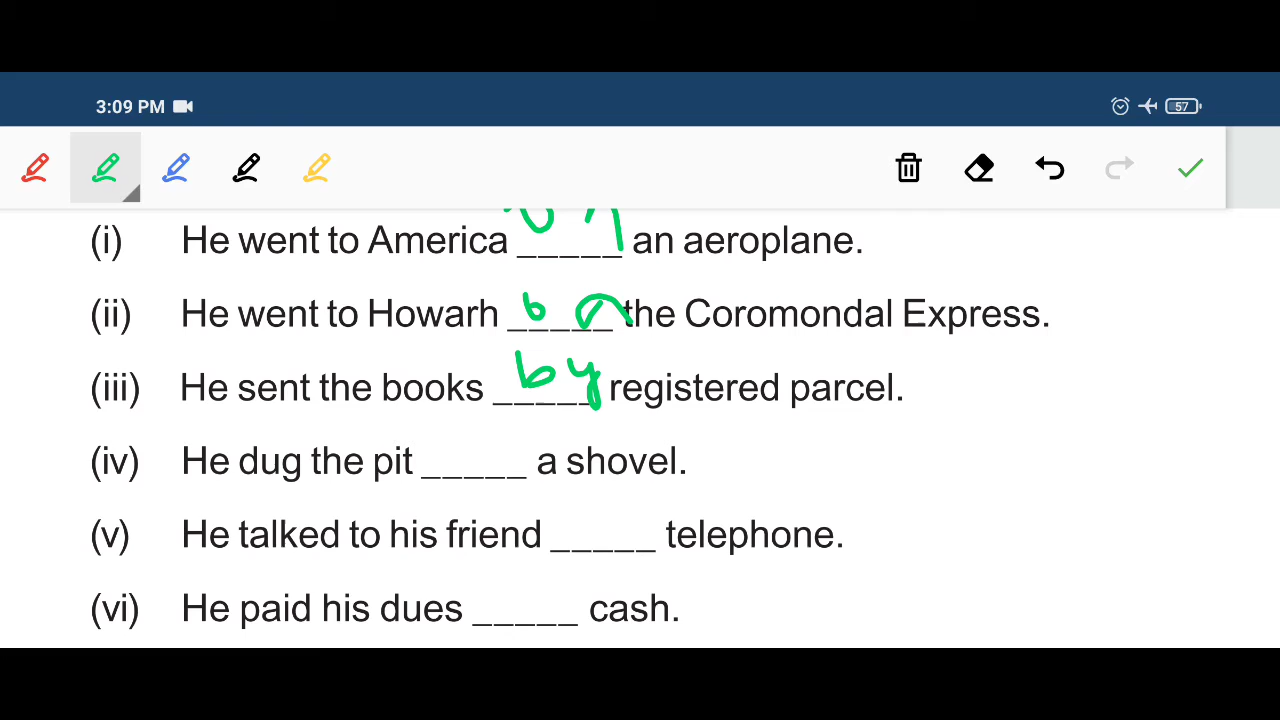 3:09 PM 57
(i) He went to America _____ an aeroplane.
(ii) He went to Howarh _____ the Coromondal Express.
(iii) He sent the books by registered parcel.
(iv) He dug the pit _____ a shovel.
(v) He talked to his friend _____ telephone.
(vi) He paid his dues _____ cash.